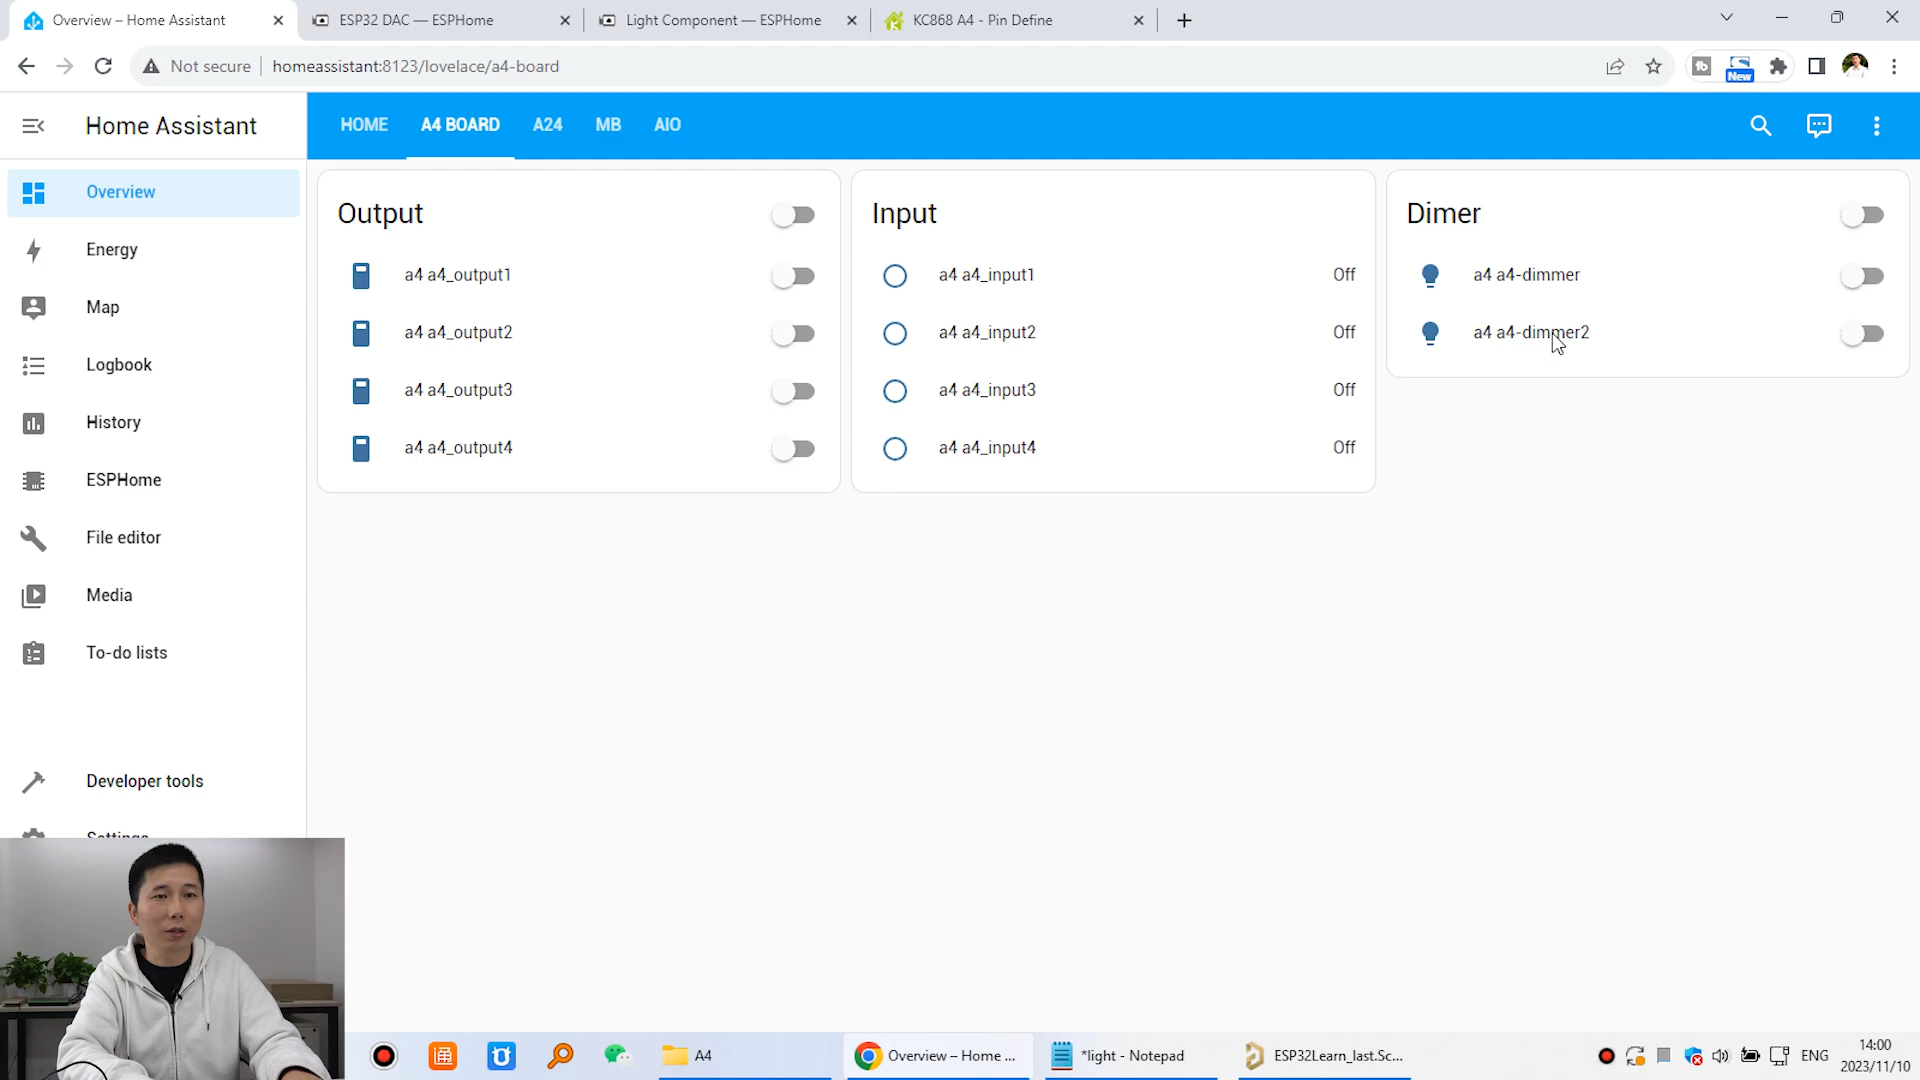 Overview – Home Assistant
ESP32 DAC — ESPHome
Light Component — ESPHome
KC868 A4 - Pin Define
Not secure
homeassistant:8123/lovelace/a4-board
New
Home Assistant
HOME
A4 BOARD
A24
MB
AIO
Overview
Energy
Map
Logbook
History
ESPHome
File editor
Media
To-do lists
Developer tools
Settings
Output
a4 a4_output1
a4 a4_output2
a4 a4_output3
a4 a4_output4
Input
a4 a4_input1 Off
a4 a4_input2 Off
a4 a4_input3 Off
a4 a4_input4 Off
Dimer
a4 a4-dimmer
a4 a4-dimmer2
A4
Overview – Home ...
*light - Notepad
ESP32Learn_last.Sc...
ENG
14:00
2023/11/10